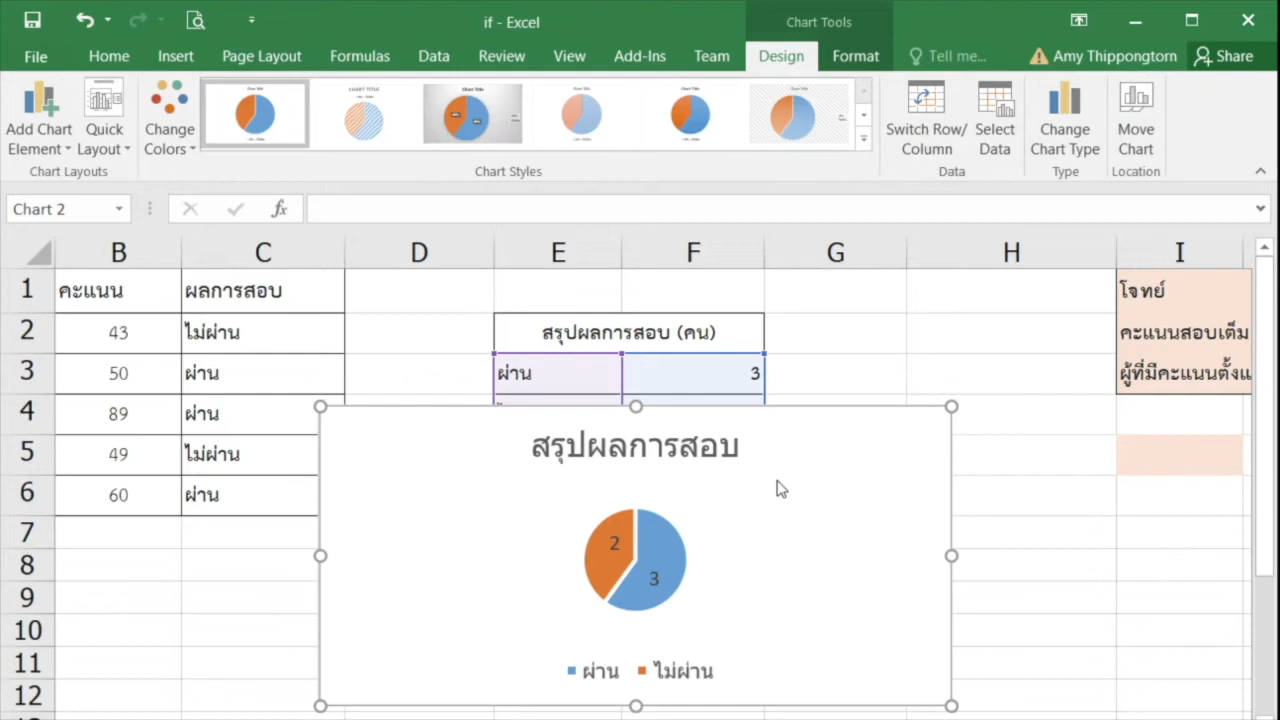 if - Excel
Chart Tools
File Home Insert Page Layout Formulas Data Review View Add-Ins Team Design Format Tell me... Amy Thippongtorn Share
Add Chart Element
Quick Layout
Change Colors
Switch Row/ Column
Select Data
Change Chart Type
Move Chart
Chart Layouts
Chart Styles
Data
Type
Location
Chart 2
fx
B C D E F G H I
1 คะแนน ผลการสอบ โจทย์
2 43 ไม่ผ่าน สรุปผลการสอบ (คน) คะแนนสอบเต็ม
3 50 ผ่าน ผ่าน 3 ผู้ที่มีคะแนนตั้งแ
4 89 ผ่าน
5 49 ไม่ผ่าน
6 60 ผ่าน
7
8
9
10
11
12
สรุปผลการสอบ
2
3
ผ่าน ไม่ผ่าน